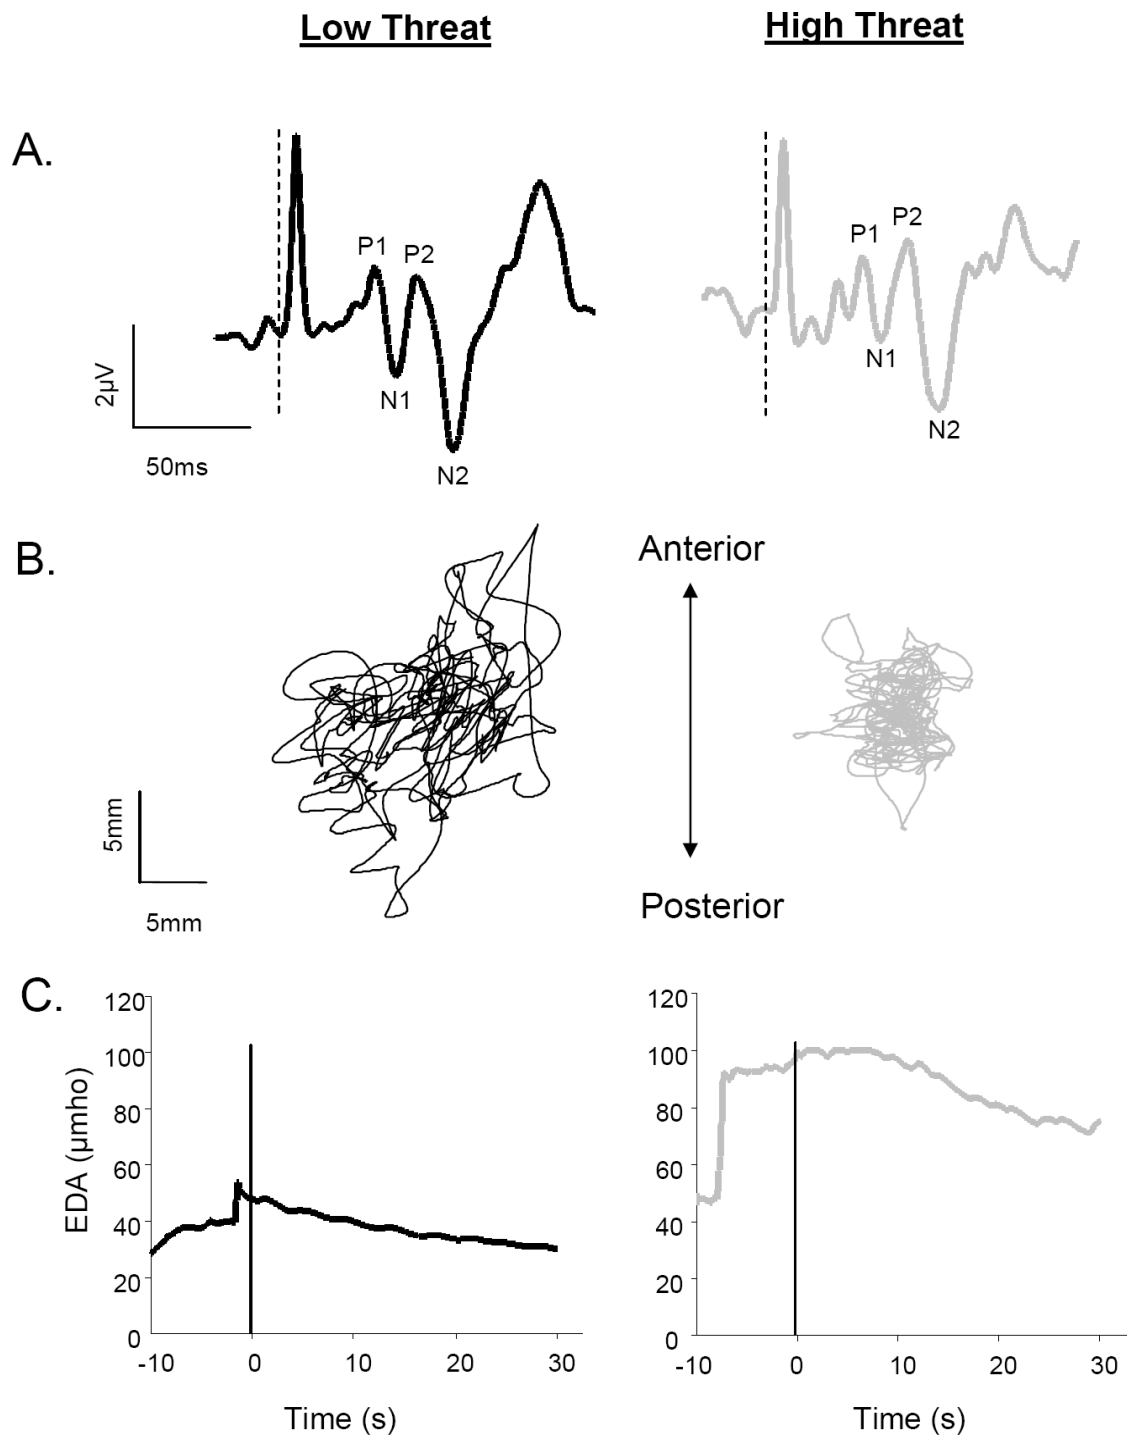 Low Threat
High Threat
A.
P1
P2
N1
N2
2µV
50ms
P1
P2
N1
N2
B.
Anterior
Posterior
5mm
5mm
C.
EDA (µmho)
120
100
80
60
40
20
0
-10
0
10
20
30
Time (s)
120
100
80
60
40
20
0
-10
0
10
20
30
Time (s)